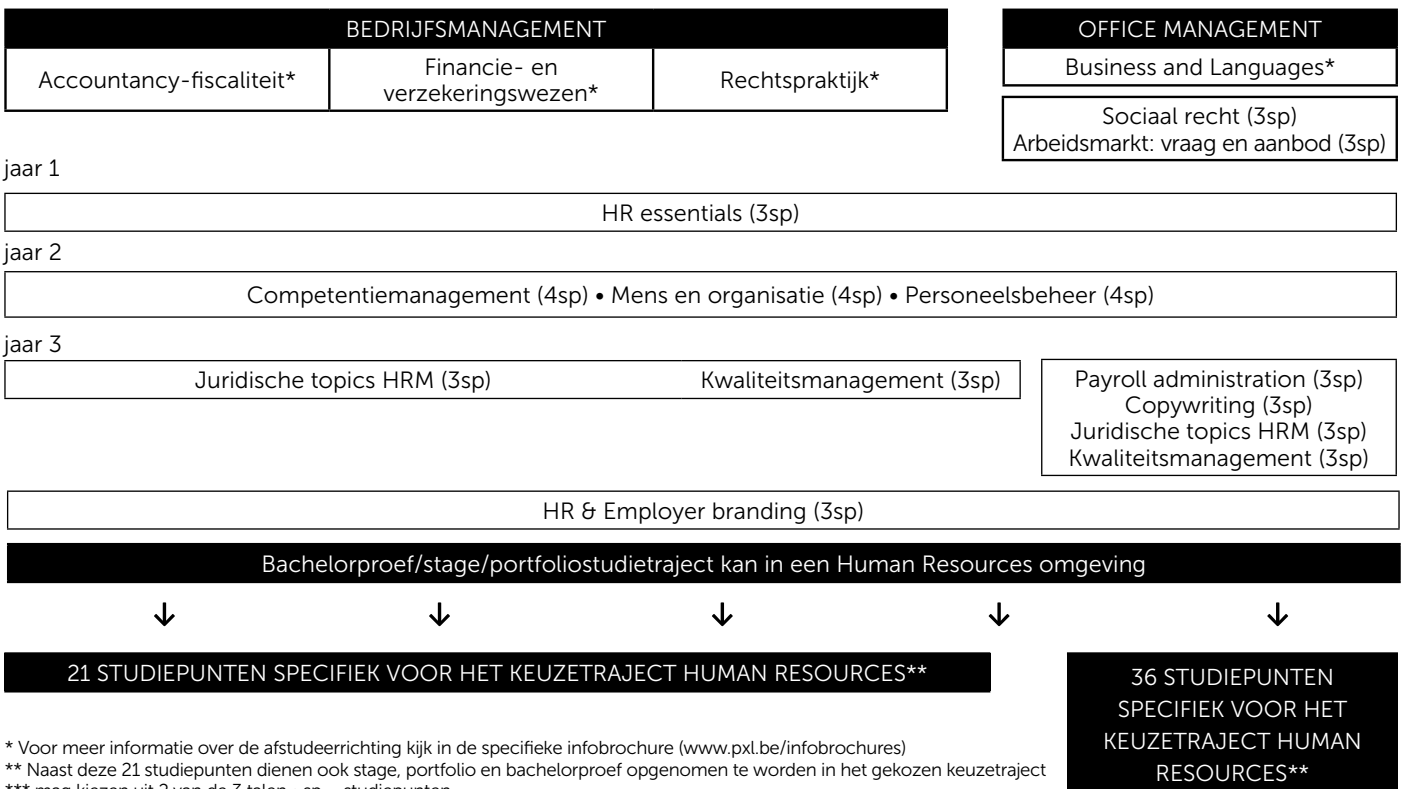 BEDRIJFSMANAGEMENT
Accountancy-fiscaliteit*
Financie- en
verzekeringswezen*
Rechtspraktijk*
OFFICE MANAGEMENT
Business and Languages*
Sociaal recht (3sp)
Arbeidsmarkt: vraag en aanbod (3sp)
jaar 1
HR essentials (3sp)
jaar 2
Competentiemanagement (4sp) • Mens en organisatie (4sp) • Personeelsbeheer (4sp)
jaar 3
Juridische topics HRM (3sp)
Kwaliteitsmanagement (3sp)
Payroll administration (3sp)
Copywriting (3sp)
Juridische topics HRM (3sp)
Kwaliteitsmanagement (3sp)
HR & Employer branding (3sp)
Bachelorproef/stage/portfoliostudietraject kan in een Human Resources omgeving
21 STUDIEPUNTEN SPECIFIEK VOOR HET KEUZETRAJECT HUMAN RESOURCES**
36 STUDIEPUNTEN
SPECIFIEK VOOR HET
KEUZETRAJECT HUMAN
RESOURCES**
* Voor meer informatie over de afstudeerrichting kijk in de specifieke infobrochure (www.pxl.be/infobrochures)
** Naast deze 21 studiepunten dienen ook stage, portfolio en bachelorproef opgenomen te worden in het gekozen keuzetraject